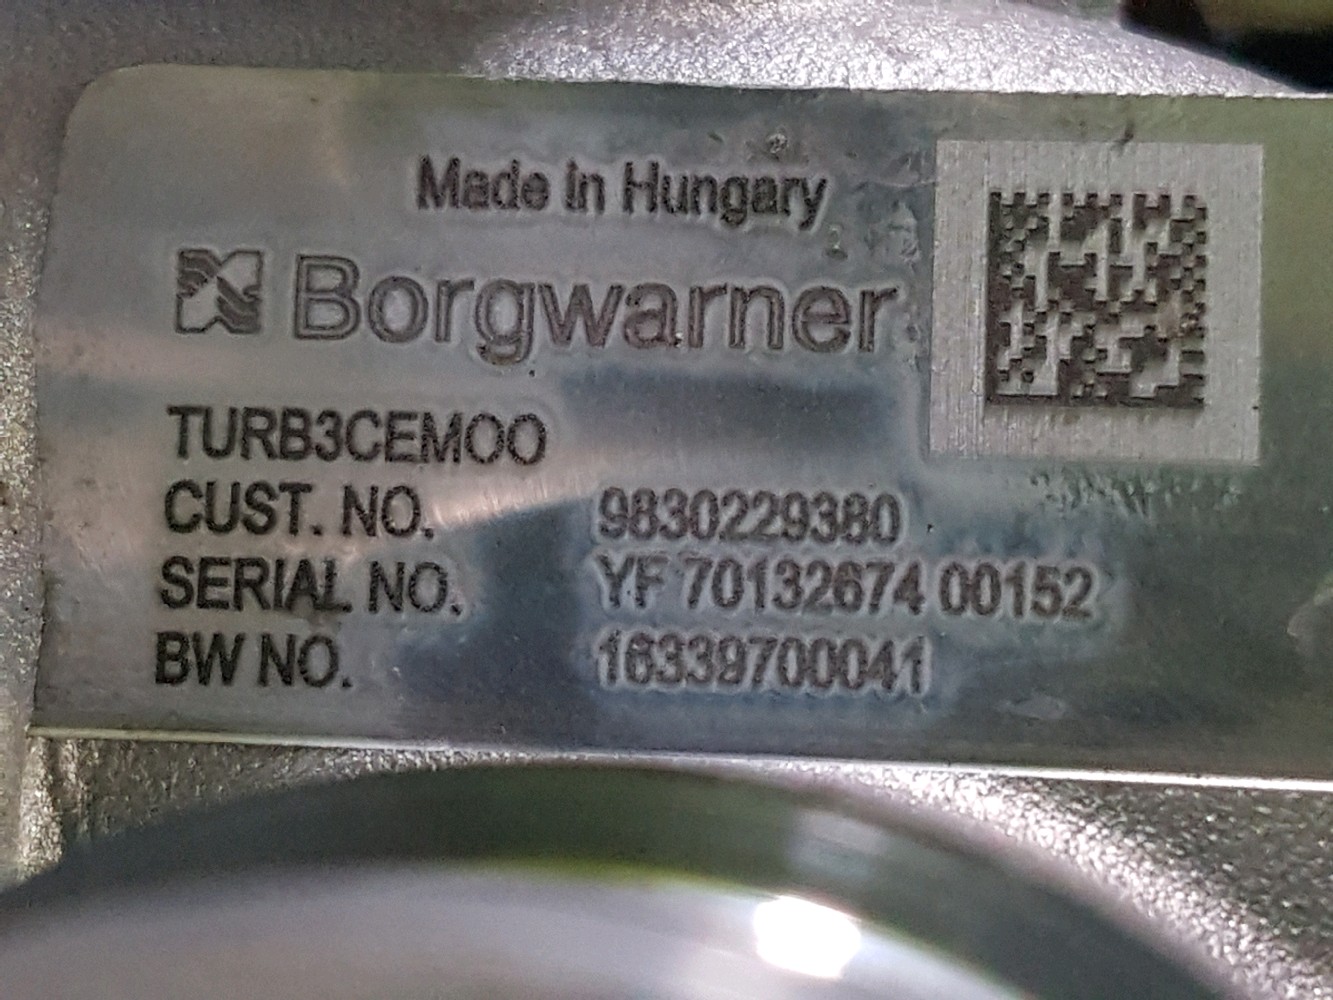 Made in Hungary
BorgWarner
TURB3CEMOO
CUST. NO. 9830229380
SERIAL NO. YF 70132674 00152
BW NO. 16339700041